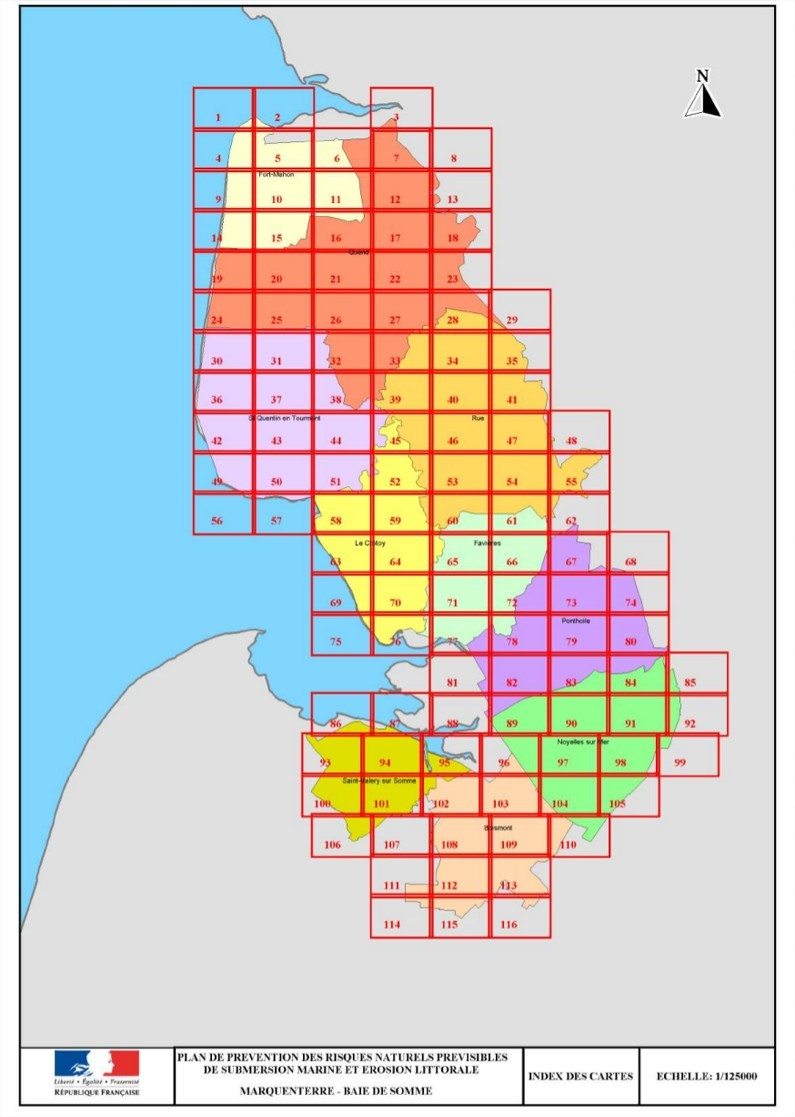 N
1 2 3
4 5 6 7 8
Fort-Mahon
9 10 11 12 13
14 15 16 17 18
Quend
19 20 21 22 23
24 25 26 27 28 29
30 31 32 33 34 35
36 37 38 39 40 41
St Quentin en Tourmont Rue
42 43 44 45 46 47 48
49 50 51 52 53 54 55
56 57 58 59 60 61 62
Le Crotoy Favières
63 64 65 66 67 68
69 70 71 72 73 74
Ponthoile
75 76 77 78 79 80
81 82 83 84 85
86 87 88 89 90 91 92
Noyelles sur Mer
93 94 95 96 97 98 99
Saint-Valery sur Somme
100 101 102 103 104 105
Boismont
106 107 108 109 110
111 112 113
114 115 116
Liberté • Égalité • Fraternité
RÉPUBLIQUE FRANÇAISE
PLAN DE PREVENTION DES RISQUES NATURELS PREVISIBLES
DE SUBMERSION MARINE ET EROSION LITTORALE
MARQUENTERRE - BAIE DE SOMME
INDEX DES CARTES
ECHELLE: 1/125000